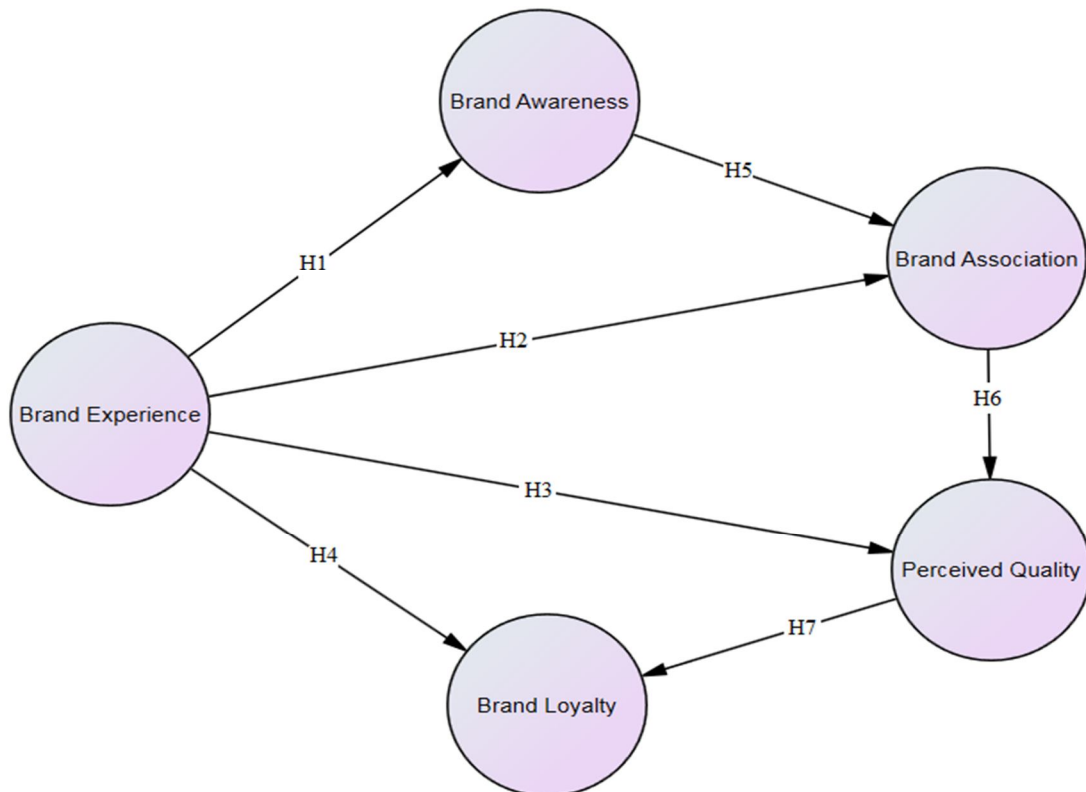 Brand Awareness
H5
Brand Association
H1
H2
H6
Brand Experience
H3
H4
Perceived Quality
H7
Brand Loyalty